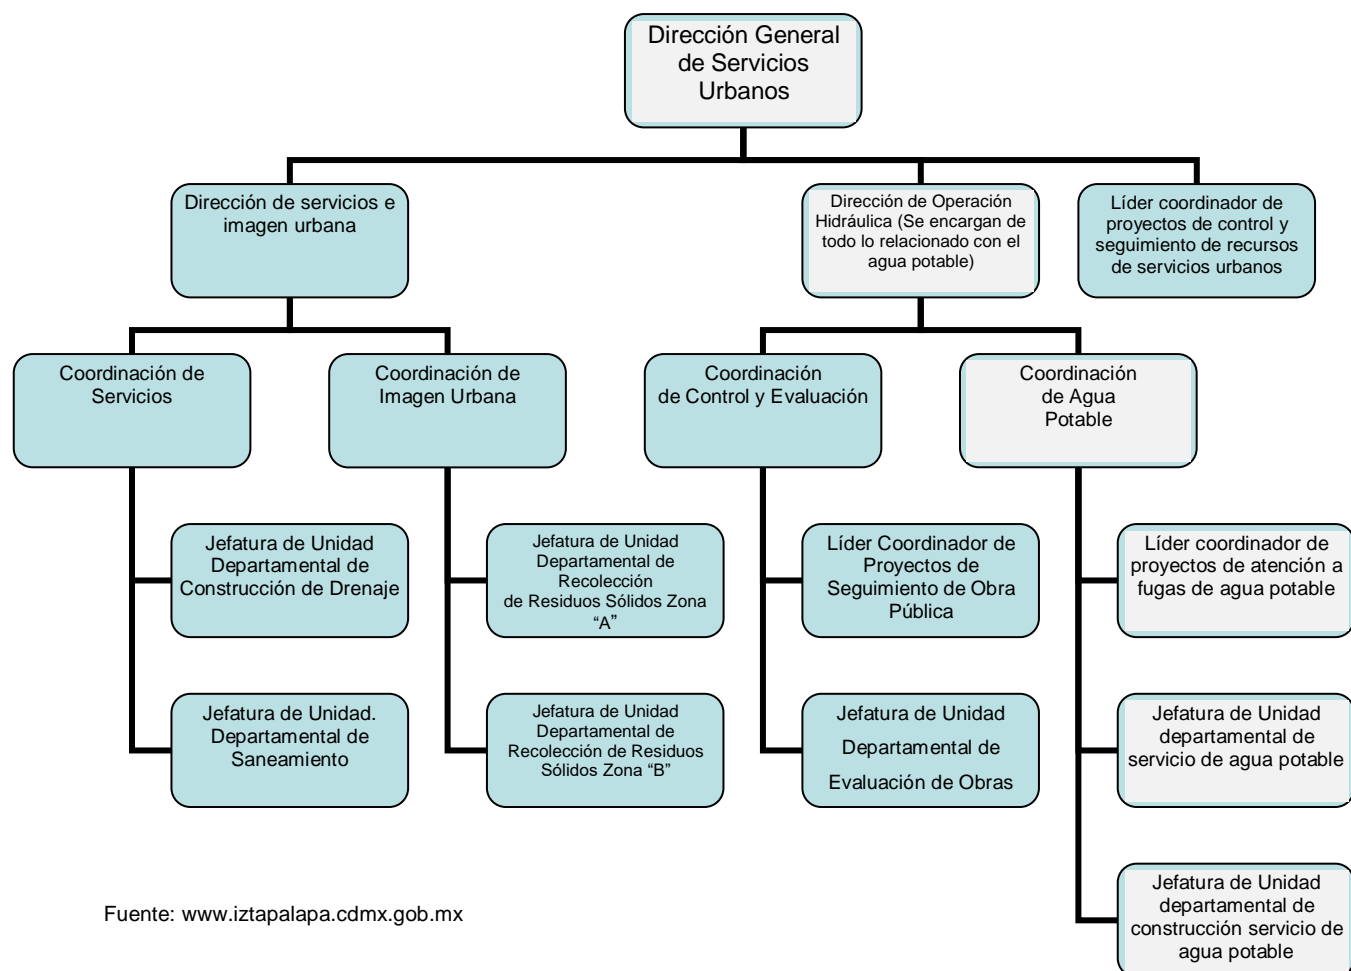 Dirección General
de Servicios
Urbanos
Dirección de servicios e
imagen urbana
Dirección de Operación
Hidráulica (Se encargan de
todo lo relacionado con el
agua potable)
Líder coordinador de
proyectos de control y
seguimiento de recursos
de servicios urbanos
Coordinación de
Servicios
Coordinación de
Imagen Urbana
Coordinación
de Control y Evaluación
Coordinación
de Agua
Potable
Jefatura de Unidad
Departamental de
Construcción de Drenaje
Jefatura de Unidad
Departamental de
Recolección
de Residuos Sólidos Zona
“A”
Líder Coordinador de
Proyectos de
Seguimiento de Obra
Pública
Líder coordinador de
proyectos de atención a
fugas de agua potable
Jefatura de Unidad.
Departamental de
Saneamiento
Jefatura de Unidad
Departamental de
Recolección de Residuos
Sólidos Zona “B”
Jefatura de Unidad
Departamental de
Evaluación de Obras
Jefatura de Unidad
departamental de
servicio de agua potable
Jefatura de Unidad
departamental de
construcción servicio de
agua potable
Fuente: www.iztapalapa.cdmx.gob.mx